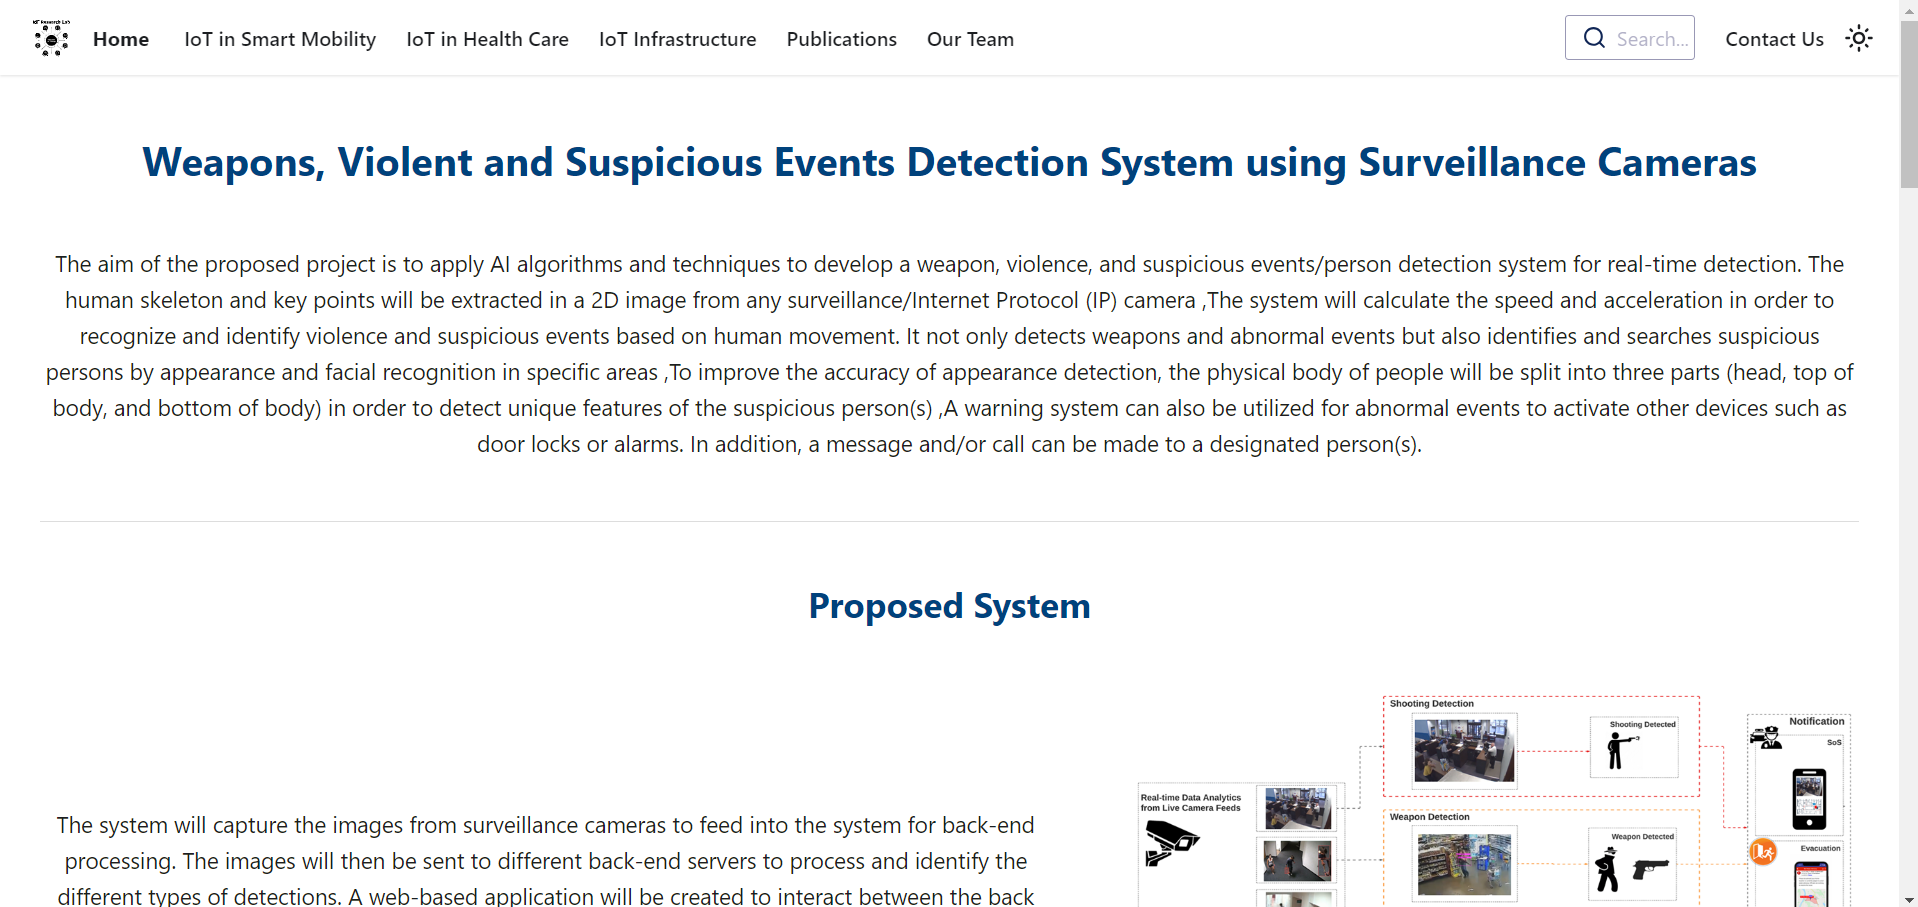 IoT Research Lab
Home
IoT in Smart Mobility
IoT in Health Care
IoT Infrastructure
Publications
Our Team
Search...
Contact Us
Weapons, Violent and Suspicious Events Detection System using Surveillance Cameras
The aim of the proposed project is to apply AI algorithms and techniques to develop a weapon, violence, and suspicious events/person detection system for real-time detection. The
human skeleton and key points will be extracted in a 2D image from any surveillance/Internet Protocol (IP) camera ,The system will calculate the speed and acceleration in order to
recognize and identify violence and suspicious events based on human movement. It not only detects weapons and abnormal events but also identifies and searches suspicious
persons by appearance and facial recognition in specific areas ,To improve the accuracy of appearance detection, the physical body of people will be split into three parts (head, top of
body, and bottom of body) in order to detect unique features of the suspicious person(s) ,A warning system can also be utilized for abnormal events to activate other devices such as
door locks or alarms. In addition, a message and/or call can be made to a designated person(s).
Proposed System
The system will capture the images from surveillance cameras to feed into the system for back-end
processing. The images will then be sent to different back-end servers to process and identify the
different types of detections. A web-based application will be created to interact between the back
Real-time Data Analytics
from Live Camera Feeds
Shooting Detection
Shooting Detected
Weapon Detection
Weapon Detected
Notification
SoS
Evacuation